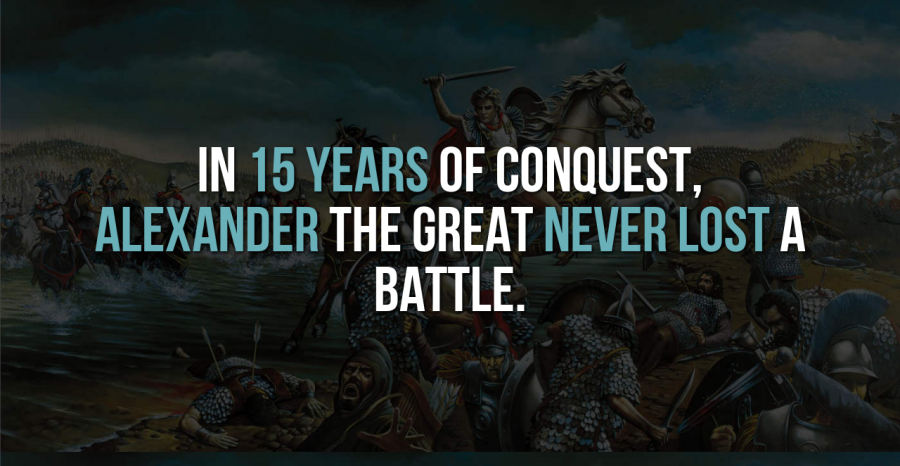 IN 15 YEARS OF CONQUEST,
ALEXANDER THE GREAT NEVER LOST A
BATTLE.